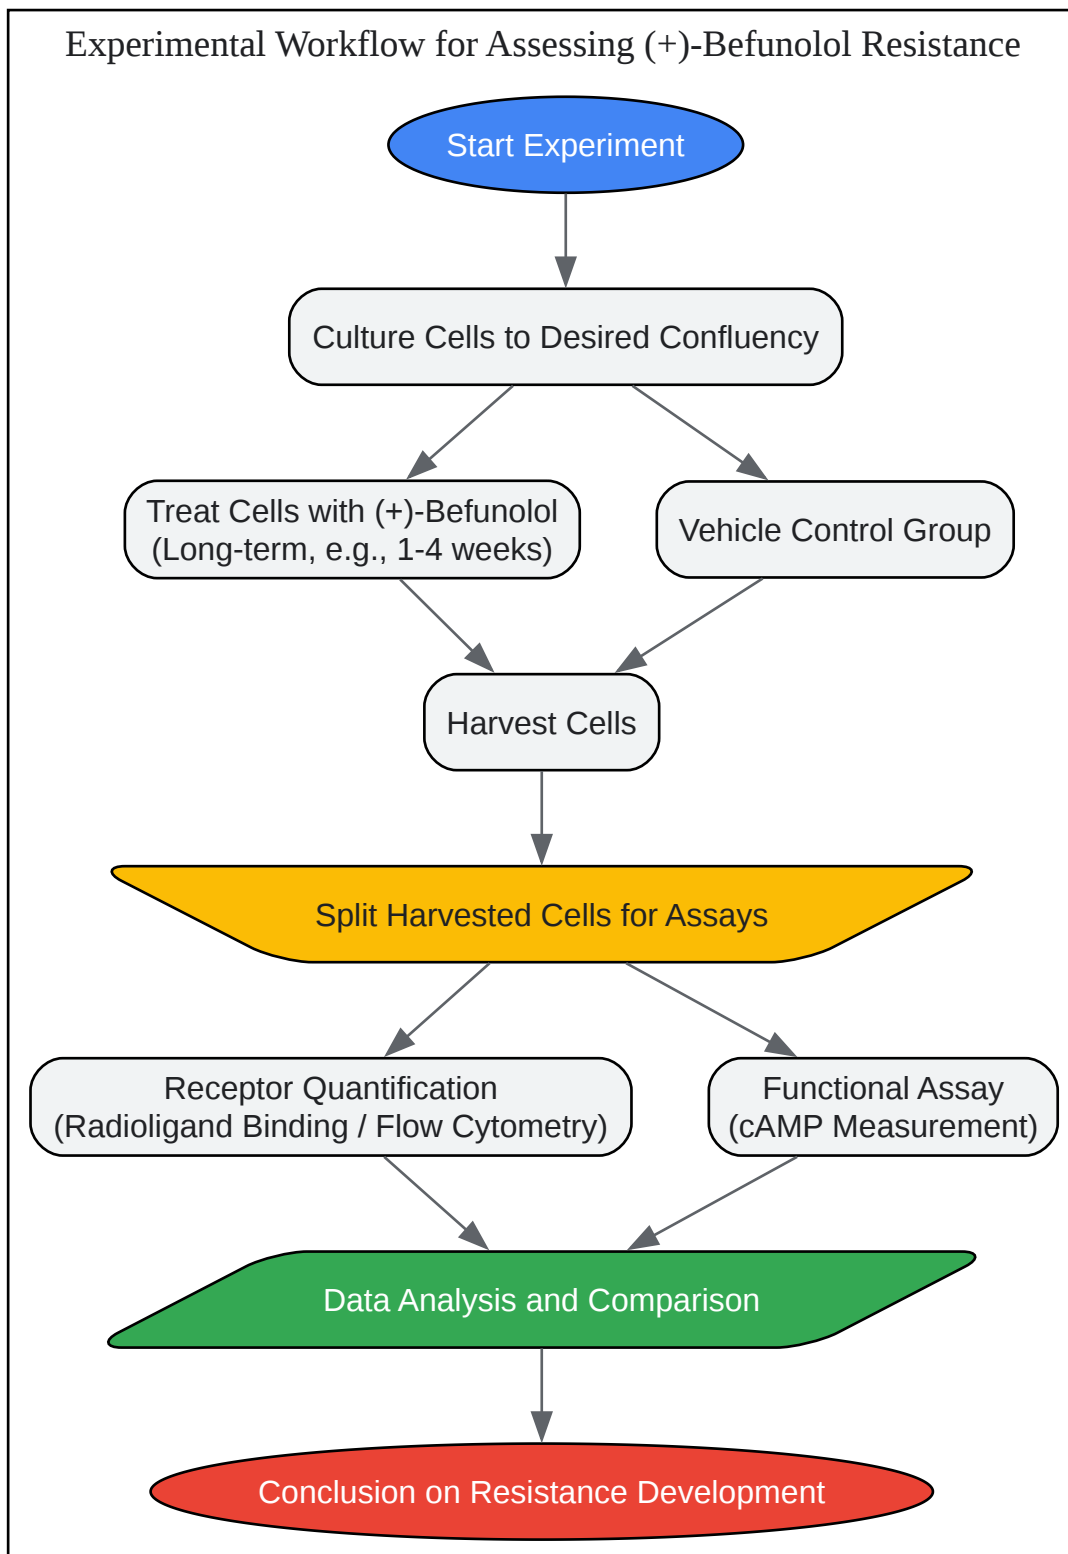 Experimental Workflow for Assessing (+)-Befunolol Resistance
Start Experiment
Culture Cells to Desired Confluency
Treat Cells with (+)-Befunolol
(Long-term, e.g., 1-4 weeks)
Vehicle Control Group
Harvest Cells
Split Harvested Cells for Assays
Receptor Quantification
(Radioligand Binding / Flow Cytometry)
Functional Assay
(cAMP Measurement)
Data Analysis and Comparison
Conclusion on Resistance Development